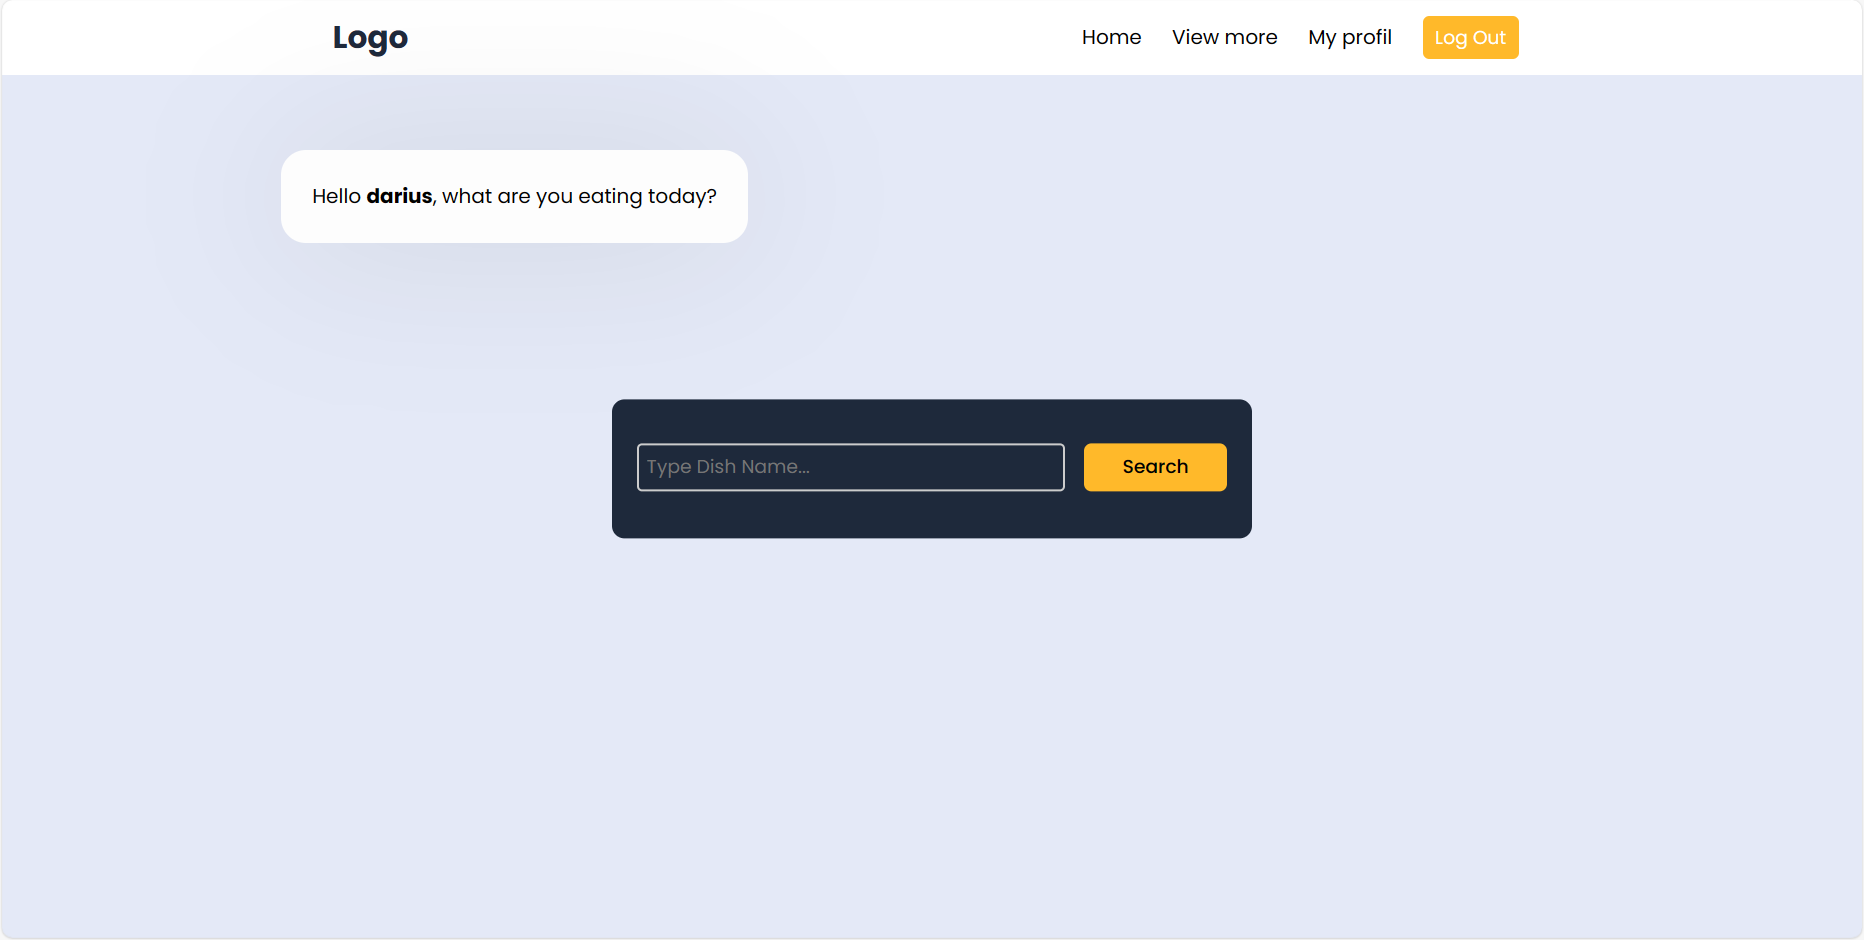 Logo
Home View more My profil Log Out
Hello darius, what are you eating today?
Type Dish Name...
Search